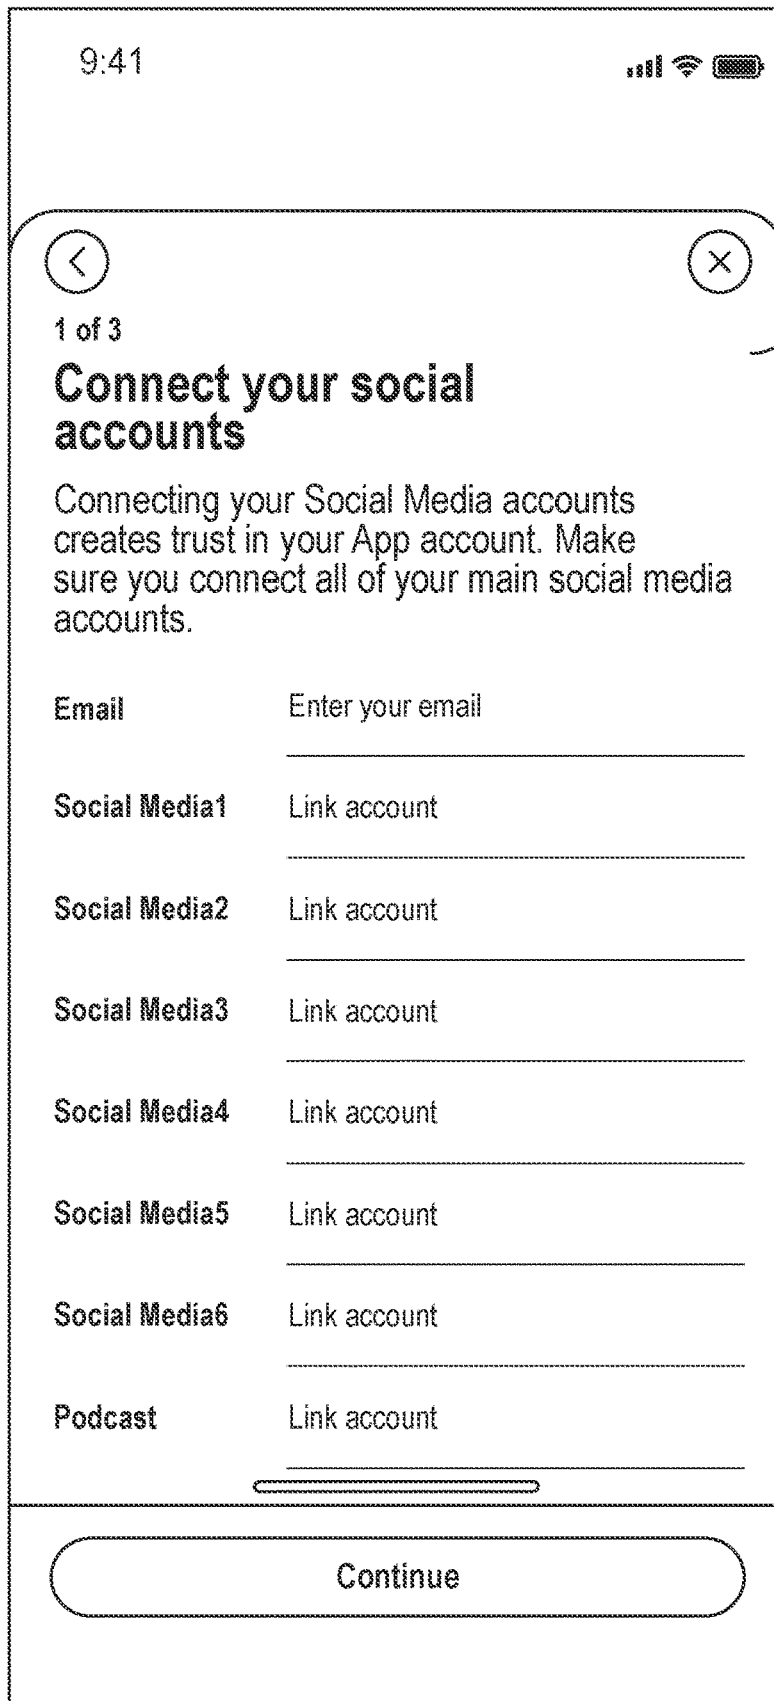 9:41
1 of 3
Connect your social
accounts
Connecting your Social Media accounts
creates trust in your App account. Make
sure you connect all of your main social media
accounts.
Email Enter your email
Social Media1 Link account
Social Media2 Link account
Social Media3 Link account
Social Media4 Link account
Social Media5 Link account
Social Media6 Link account
Podcast Link account
Continue